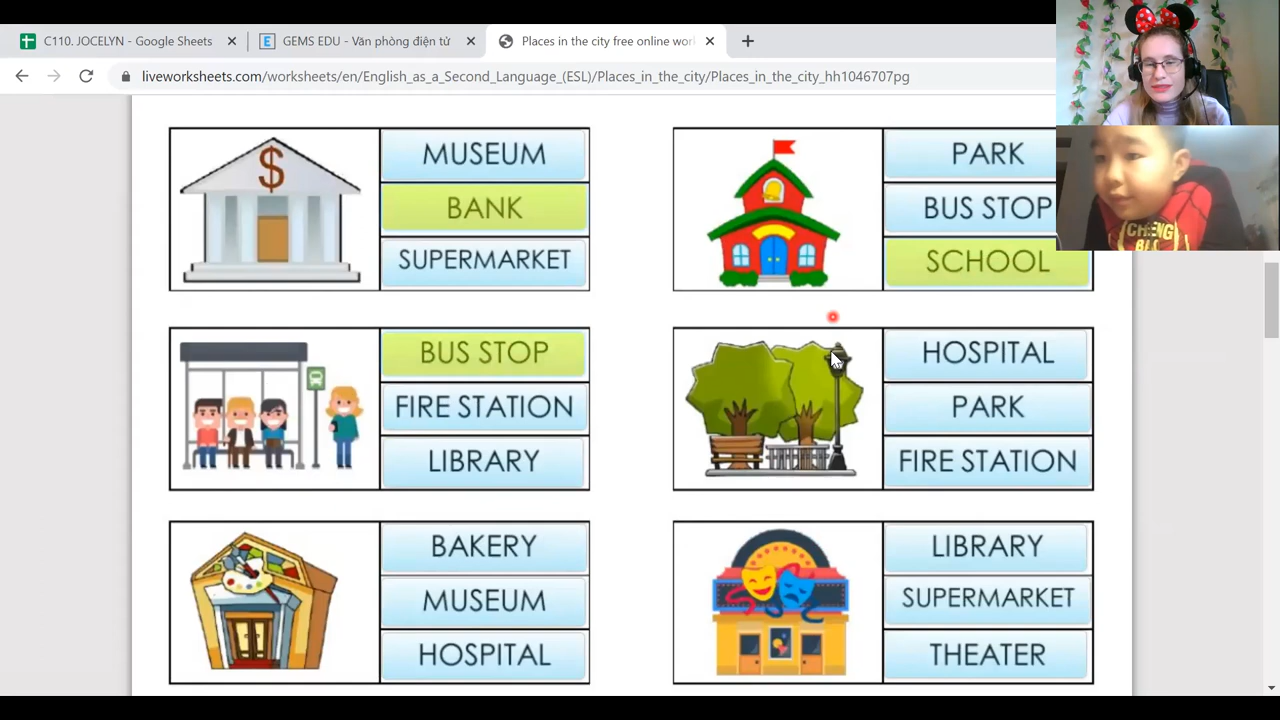 C110. JOCELYN - Google Sheets
GEMS EDU - Văn phòng điện tử
Places in the city free online wor
liveworksheets.com/worksheets/en/English_as_a_Second_Language_(ESL)/Places_in_the_city/Places_in_the_city_hh1046707pg
$
MUSEUM
BANK
SUPERMARKET
PARK
BUS STOP
SCHOOL
BUS STOP
FIRE STATION
LIBRARY
HOSPITAL
PARK
FIRE STATION
BAKERY
MUSEUM
HOSPITAL
LIBRARY
SUPERMARKET
THEATER